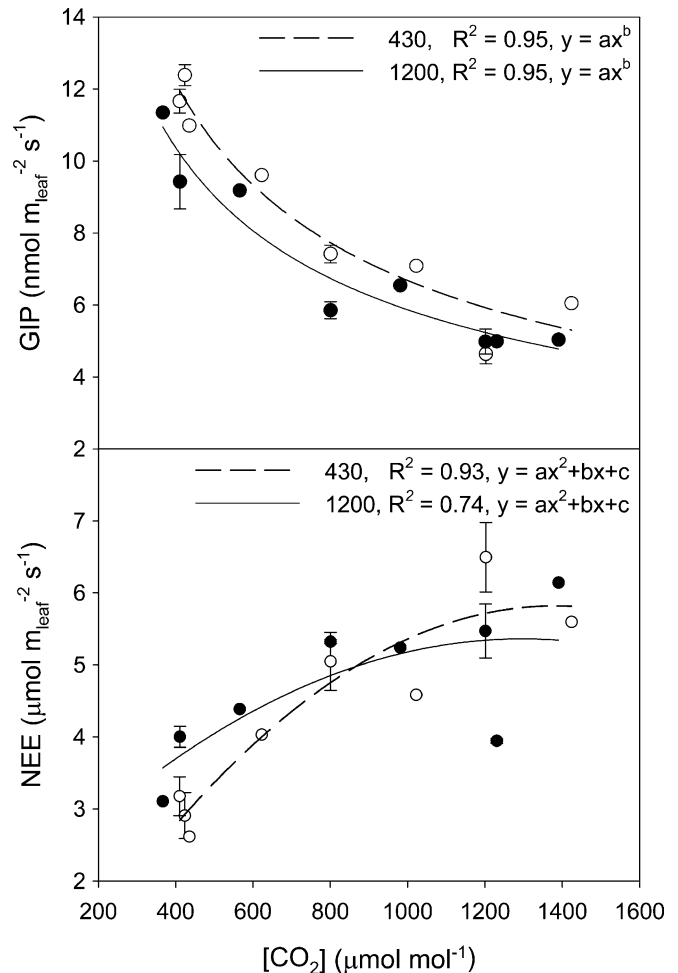 14
12
10
8
6
4
2
GIP (nmol m_leaf^-2 s^-1)
430, R² = 0.95, y = ax^b
1200, R² = 0.95, y = ax^b
7
6
5
4
3
2
NEE (μmol m_leaf^-2 s^-1)
430, R² = 0.93, y = ax²+bx+c
1200, R² = 0.74, y = ax²+bx+c
200 400 600 800 1000 1200 1400 1600
[CO₂] (μmol mol⁻¹)